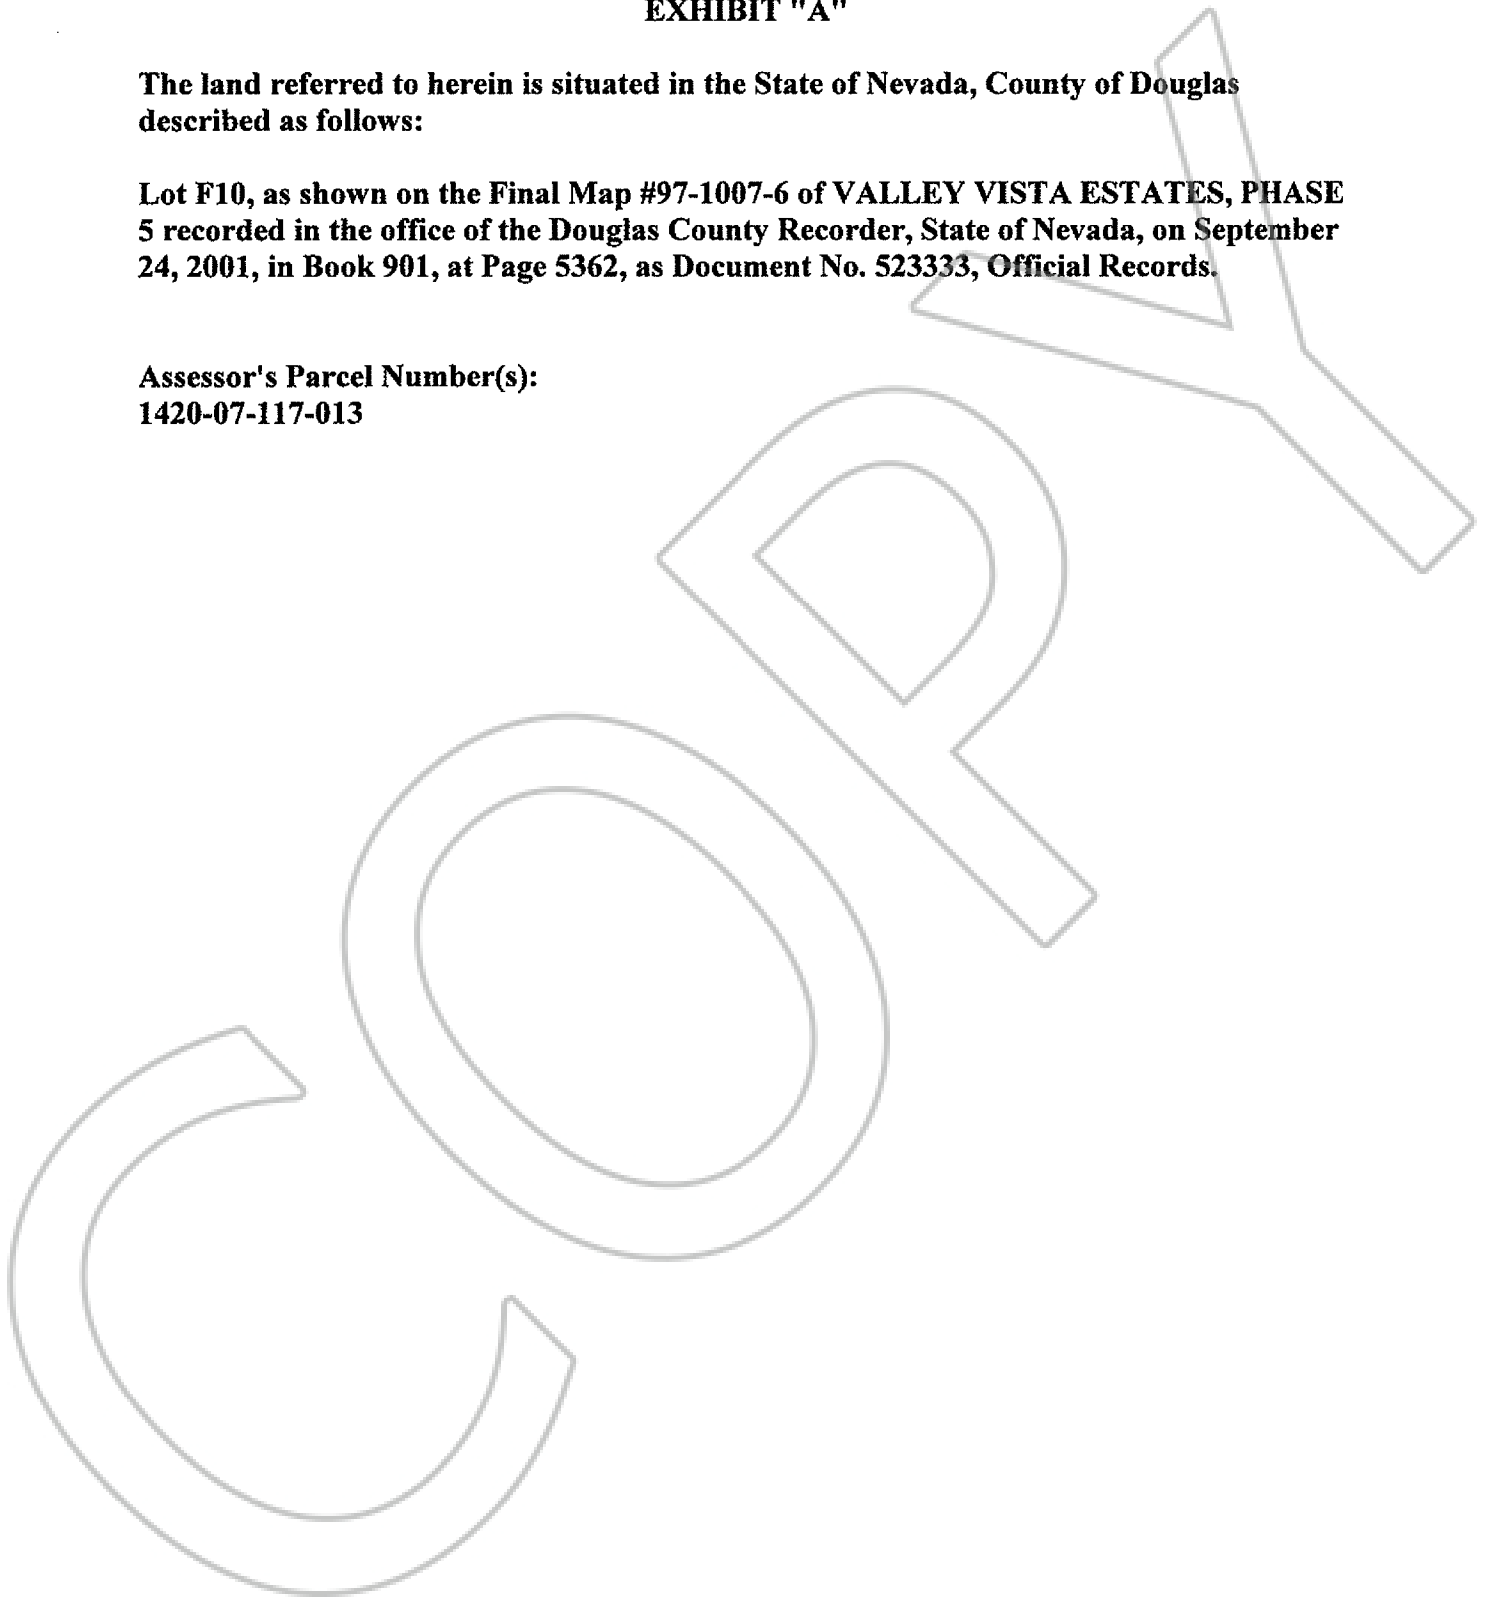 EXHIBIT "A"
The land referred to herein is situated in the State of Nevada, County of Douglas
described as follows:
Lot F10, as shown on the Final Map #97-1007-6 of VALLEY VISTA ESTATES, PHASE
5 recorded in the office of the Douglas County Recorder, State of Nevada, on September
24, 2001, in Book 901, at Page 5362, as Document No. 523333, Official Records.
Assessor's Parcel Number(s):
1420-07-117-013
COPY